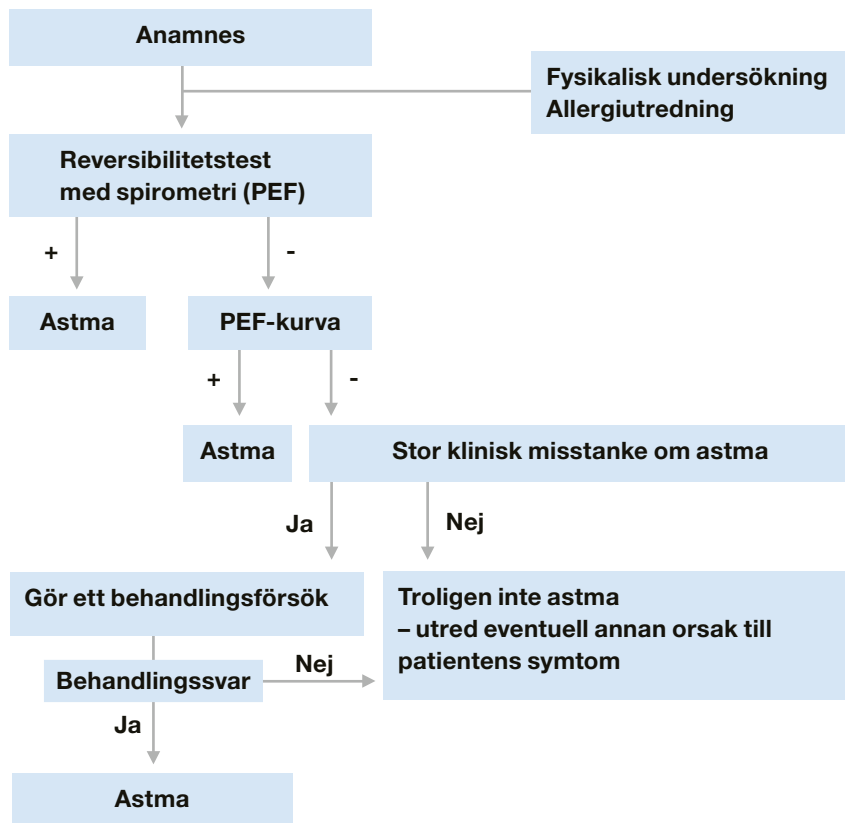 Anamnes
Fysikalisk undersökning
Allergiutredning
Reversibilitetstest
med spirometri (PEF)
+
-
Astma
PEF-kurva
+
-
Astma
Stor klinisk misstanke om astma
Ja
Nej
Gör ett behandlingsförsök
Troligen inte astma
– utred eventuell annan orsak till
patientens symtom
Behandlingssvar
Nej
Ja
Astma